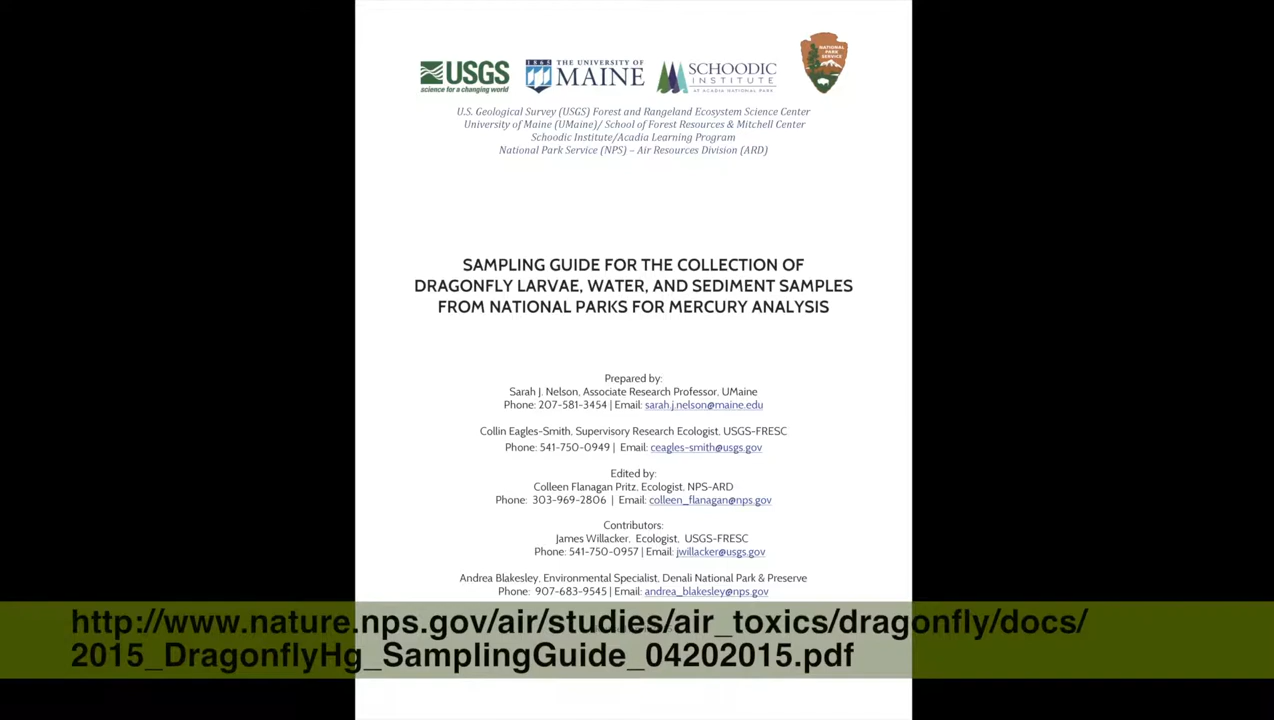 USGS
science for a changing world
1865 THE UNIVERSITY OF
MAINE
SCHOODIC
INSTITUTE
AT ACADIA NATIONAL PARK
NATIONAL
PARK
SERVICE
U.S. Geological Survey (USGS) Forest and Rangeland Ecosystem Science Center
University of Maine (UMaine)/ School of Forest Resources & Mitchell Center
Schoodic Institute/Acadia Learning Program
National Park Service (NPS) – Air Resources Division (ARD)
SAMPLING GUIDE FOR THE COLLECTION OF
DRAGONFLY LARVAE, WATER, AND SEDIMENT SAMPLES
FROM NATIONAL PARKS FOR MERCURY ANALYSIS
Prepared by:
Sarah J. Nelson, Associate Research Professor, UMaine
Phone: 207-581-3454 | Email: sarah.j.nelson@maine.edu
Collin Eagles-Smith, Supervisory Research Ecologist, USGS-FRESC
Phone: 541-750-0949 | Email: ceagles-smith@usgs.gov
Edited by:
Colleen Flanagan Pritz, Ecologist, NPS-ARD
Phone: 303-969-2806 | Email: colleen_flanagan@nps.gov
Contributors:
James Willacker, Ecologist, USGS-FRESC
Phone: 541-750-0957 | Email: jwillacker@usgs.gov
Andrea Blakesley, Environmental Specialist, Denali National Park & Preserve
Phone: 907-683-9545 | Email: andrea_blakesley@nps.gov
http://www.nature.nps.gov/air/studies/air_toxics/dragonfly/docs/
2015_DragonflyHg_SamplingGuide_04202015.pdf